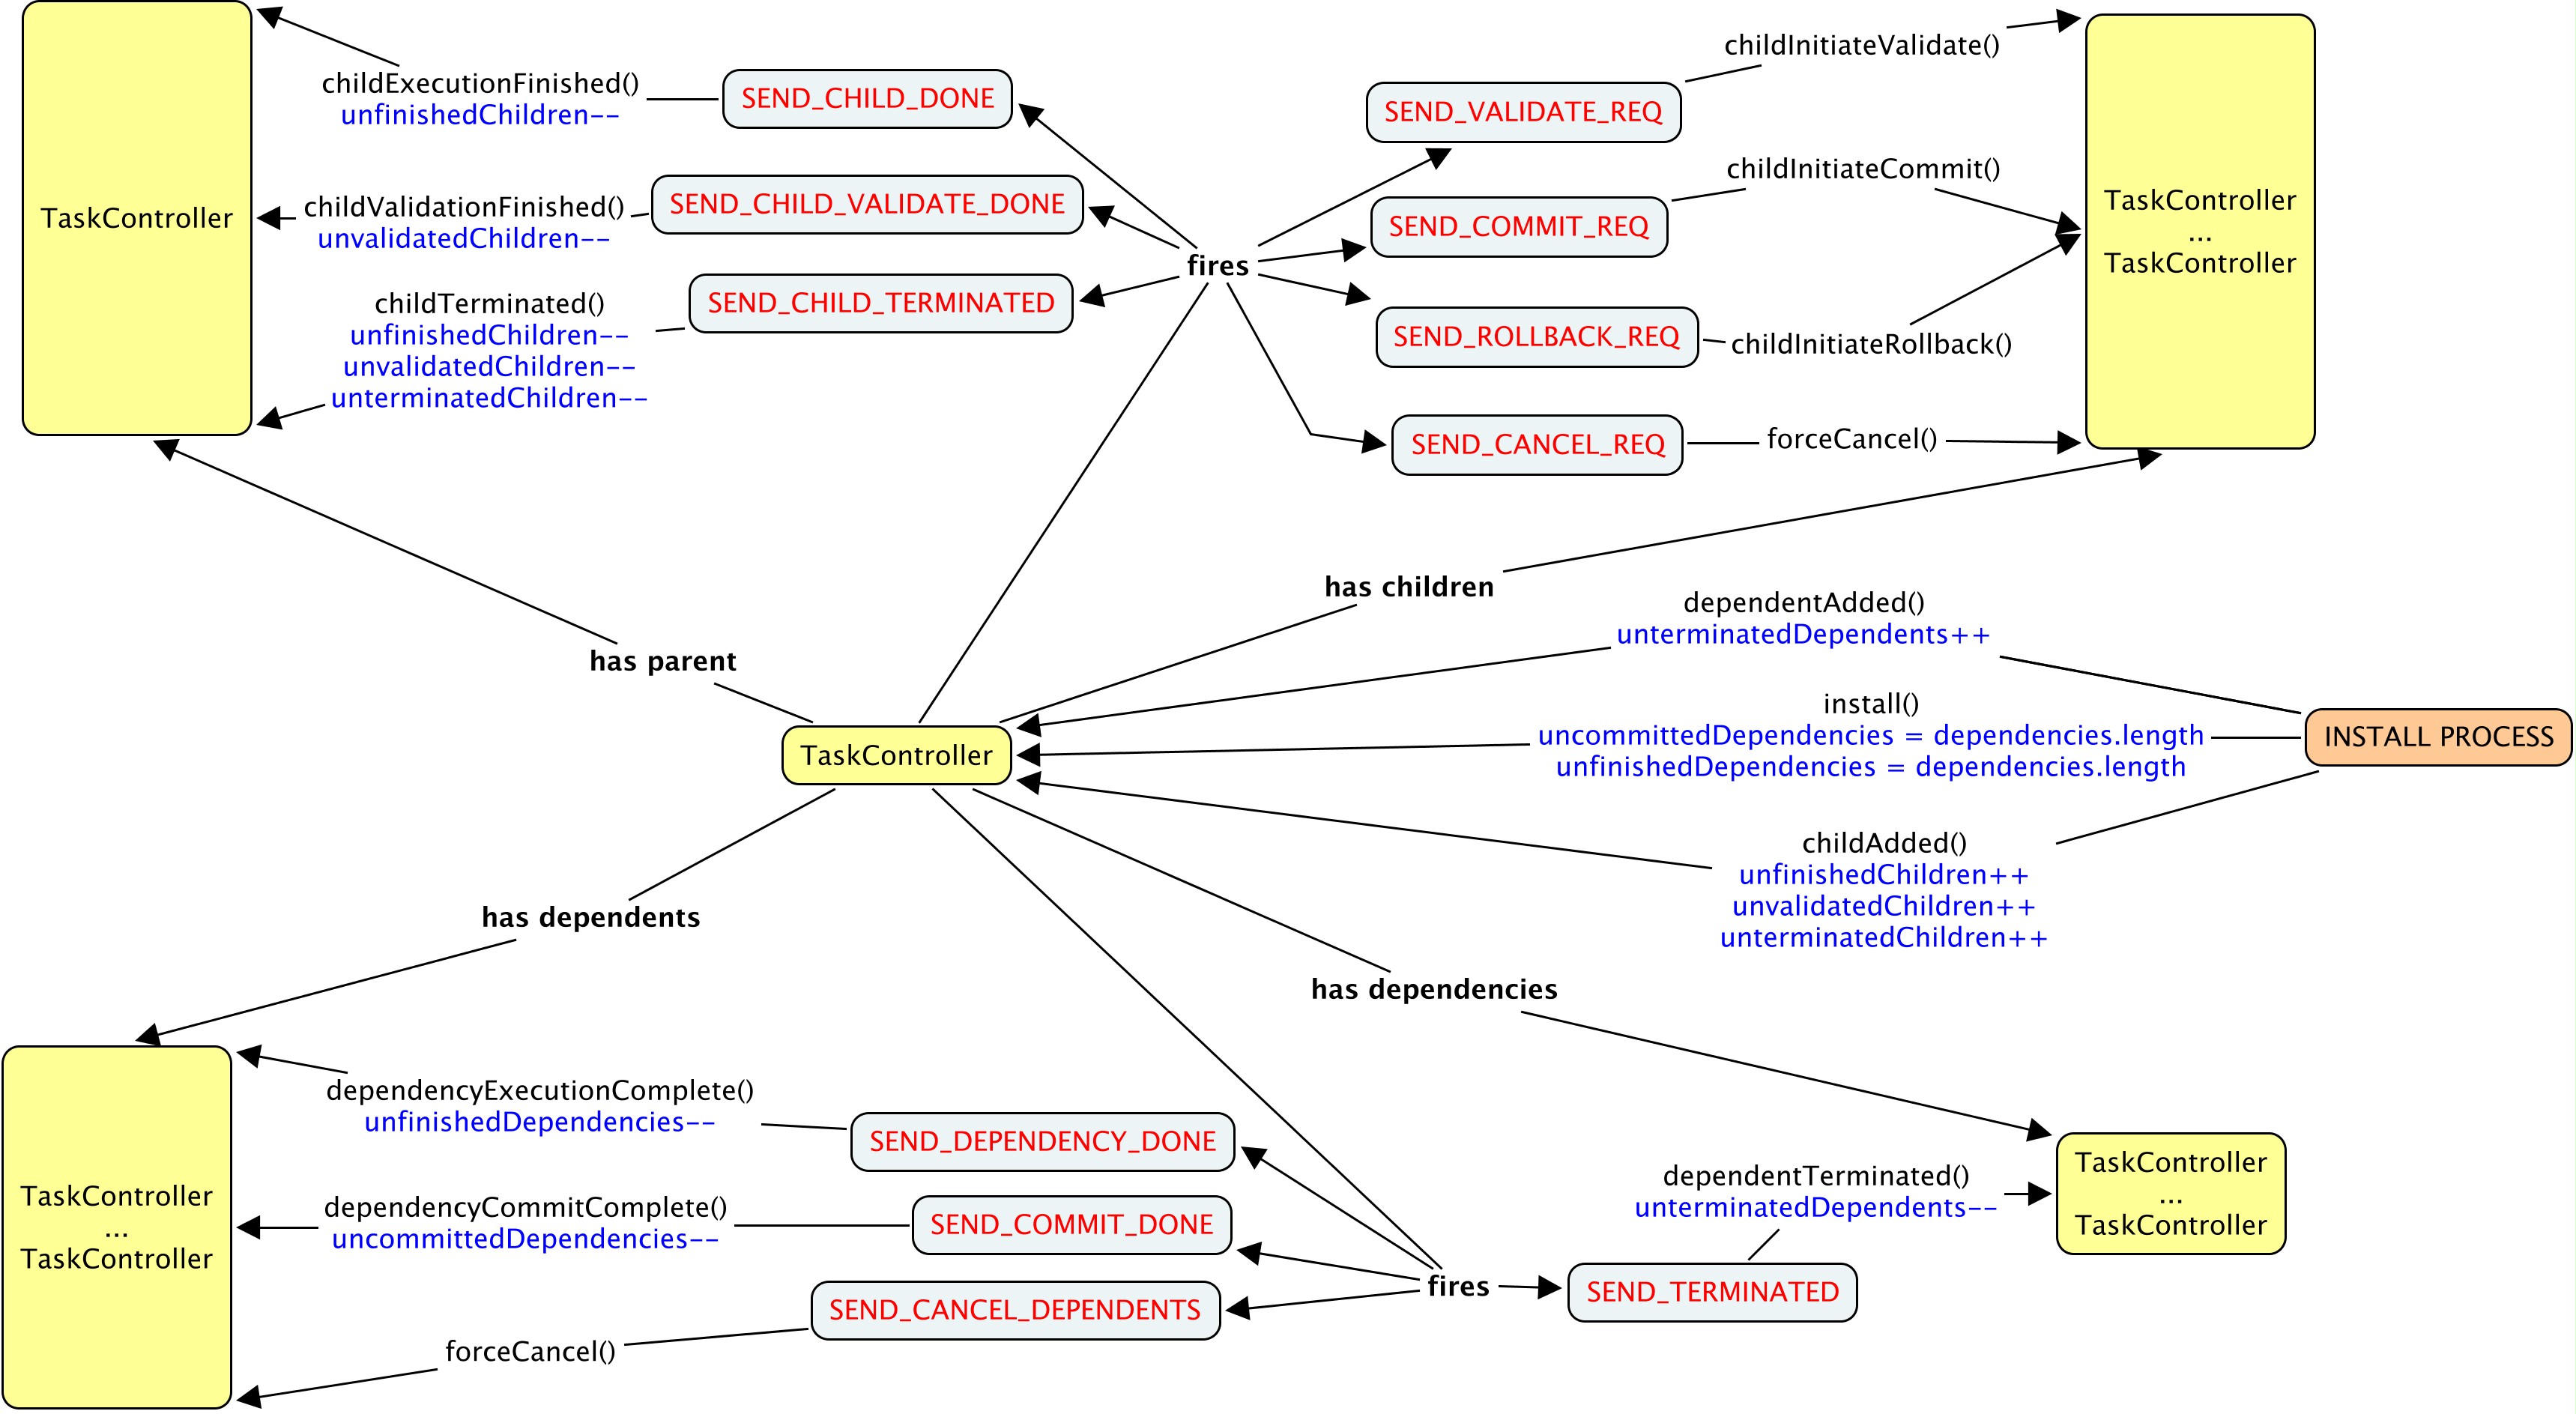 TaskController
childExecutionFinished()
unfinishedChildren--
SEND_CHILD_DONE
childValidationFinished()
unvalidatedChildren--
SEND_CHILD_VALIDATE_DONE
childTerminated()
unfinishedChildren--
unvalidatedChildren--
unterminatedChildren--
SEND_CHILD_TERMINATED
fires
SEND_VALIDATE_REQ
childInitiateValidate()
SEND_COMMIT_REQ
childInitiateCommit()
SEND_ROLLBACK_REQ
childInitiateRollback()
SEND_CANCEL_REQ
forceCancel()
TaskController
...
TaskController
has children
has parent
dependentAdded()
unterminatedDependents++
install()
uncommittedDependencies = dependencies.length
unfinishedDependencies = dependencies.length
INSTALL PROCESS
TaskController
childAdded()
unfinishedChildren++
unvalidatedChildren++
unterminatedChildren++
has dependents
has dependencies
TaskController
...
TaskController
dependencyExecutionComplete()
unfinishedDependencies--
SEND_DEPENDENCY_DONE
dependencyCommitComplete()
uncommittedDependencies--
SEND_COMMIT_DONE
forceCancel()
SEND_CANCEL_DEPENDENTS
fires
SEND_TERMINATED
dependentTerminated()
unterminatedDependents--
TaskController
...
TaskController